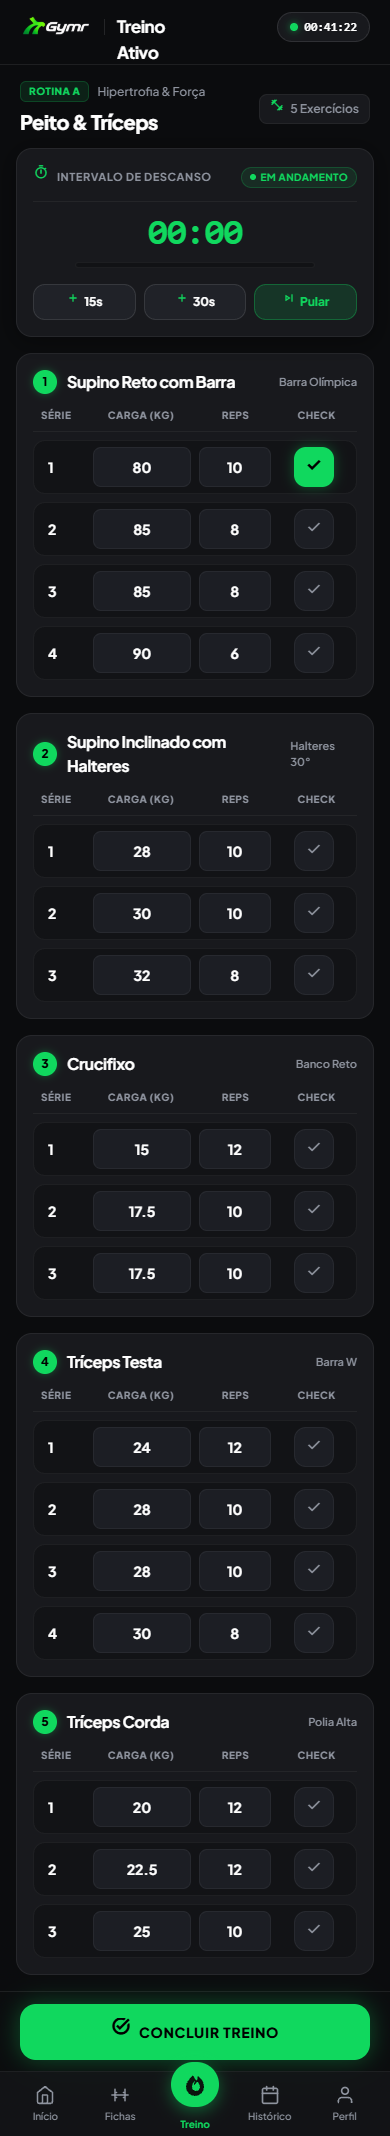 Gymr
Treino
Ativo
00:41:22
ROTINA A Hipertrofia & Força
Peito & Tríceps
5 Exercícios
INTERVALO DE DESCANSO
EM ANDAMENTO
00:00
+ 15s
+ 30s
Pular
1 Supino Reto com Barra Barra Olímpica
SÉRIE CARGA (KG) REPS CHECK
1 80 10
2 85 8
3 85 8
4 90 6
2 Supino Inclinado com
Halteres
Halteres
30°
SÉRIE CARGA (KG) REPS CHECK
1 28 10
2 30 10
3 32 8
3 Crucifixo Banco Reto
SÉRIE CARGA (KG) REPS CHECK
1 15 12
2 17.5 10
3 17.5 10
4 Tríceps Testa Barra W
SÉRIE CARGA (KG) REPS CHECK
1 24 12
2 28 10
3 28 10
4 30 8
5 Tríceps Corda Polia Alta
SÉRIE CARGA (KG) REPS CHECK
1 20 12
2 22.5 12
3 25 10
CONCLUIR TREINO
Início Fichas Treino Histórico Perfil